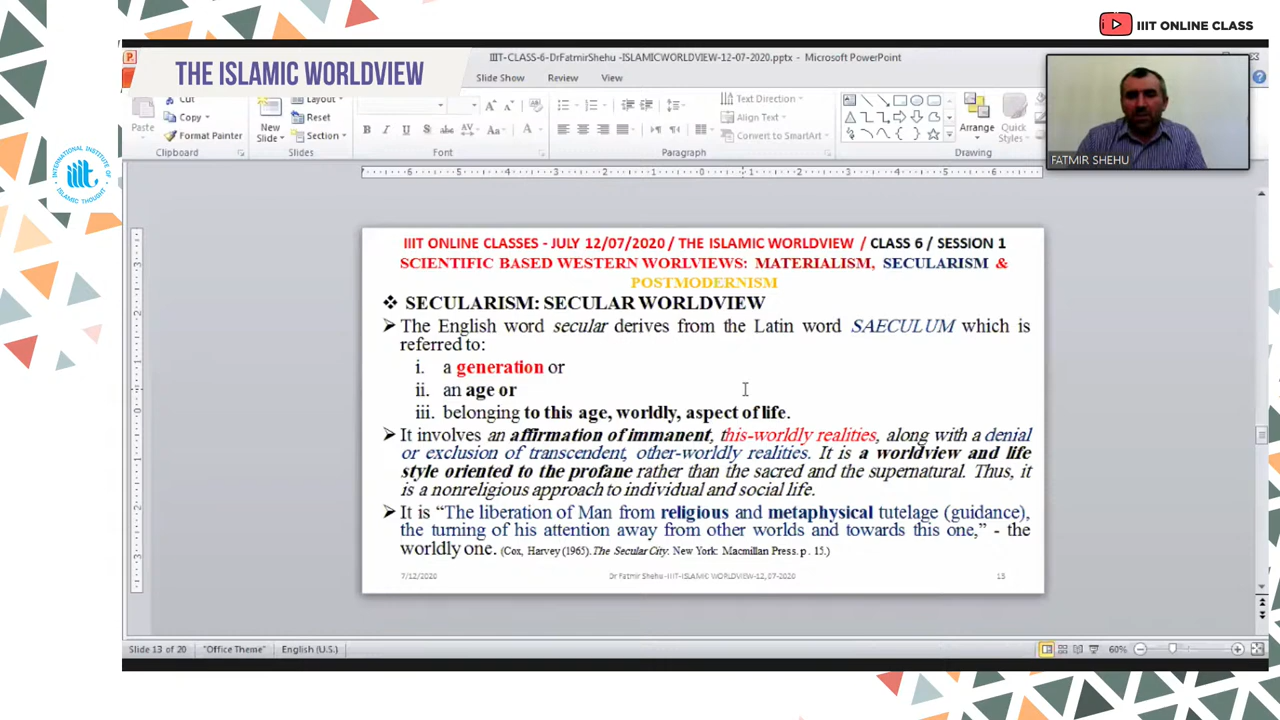 IIIT ONLINE CLASS
THE ISLAMIC WORLDVIEW
IIIT-CLASS-6-DrFatmirShehu -ISLAMICWORLDVIEW-12-07-2020.pptx - Microsoft PowerPoint
Slide Show Review View
Cut
Copy
Format Painter
Paste
Clipboard
New
Slide
Layout
Reset
Section
Slides
Font
Text Direction
Align Text
Convert to SmartArt
Paragraph
Arrange
Quick
Styles
Drawing
FATMIR SHEHU
INTERNATIONAL INSTITUTE OF
ISLAMIC THOUGHT
iiit
IIIT ONLINE CLASSES - JULY 12/07/2020 / THE ISLAMIC WORLDVIEW / CLASS 6 / SESSION 1
SCIENTIFIC BASED WESTERN WORLVIEWS: MATERIALISM, SECULARISM &
POSTMODERNISM
❖ SECULARISM: SECULAR WORLDVIEW
➢ The English word secular derives from the Latin word SAECULUM which is
referred to:
i. a generation or
ii. an age or
iii. belonging to this age, worldly, aspect of life.
➢ It involves an affirmation of immanent, this-worldly realities, along with a denial
or exclusion of transcendent, other-worldly realities. It is a worldview and life
style oriented to the profane rather than the sacred and the supernatural. Thus, it
is a nonreligious approach to individual and social life.
➢ It is “The liberation of Man from religious and metaphysical tutelage (guidance),
the turning of his attention away from other worlds and towards this one,” - the
worldly one. (Cox, Harvey (1965). The Secular City. New York: Macmillan Press. p. 15.)
7/12/2020 Dr Fatmir Shehu-IIIT-ISLAMIC WORLDVIEW-12_07-2020 15
Slide 13 of 20 "Office Theme" English (U.S.) 60%